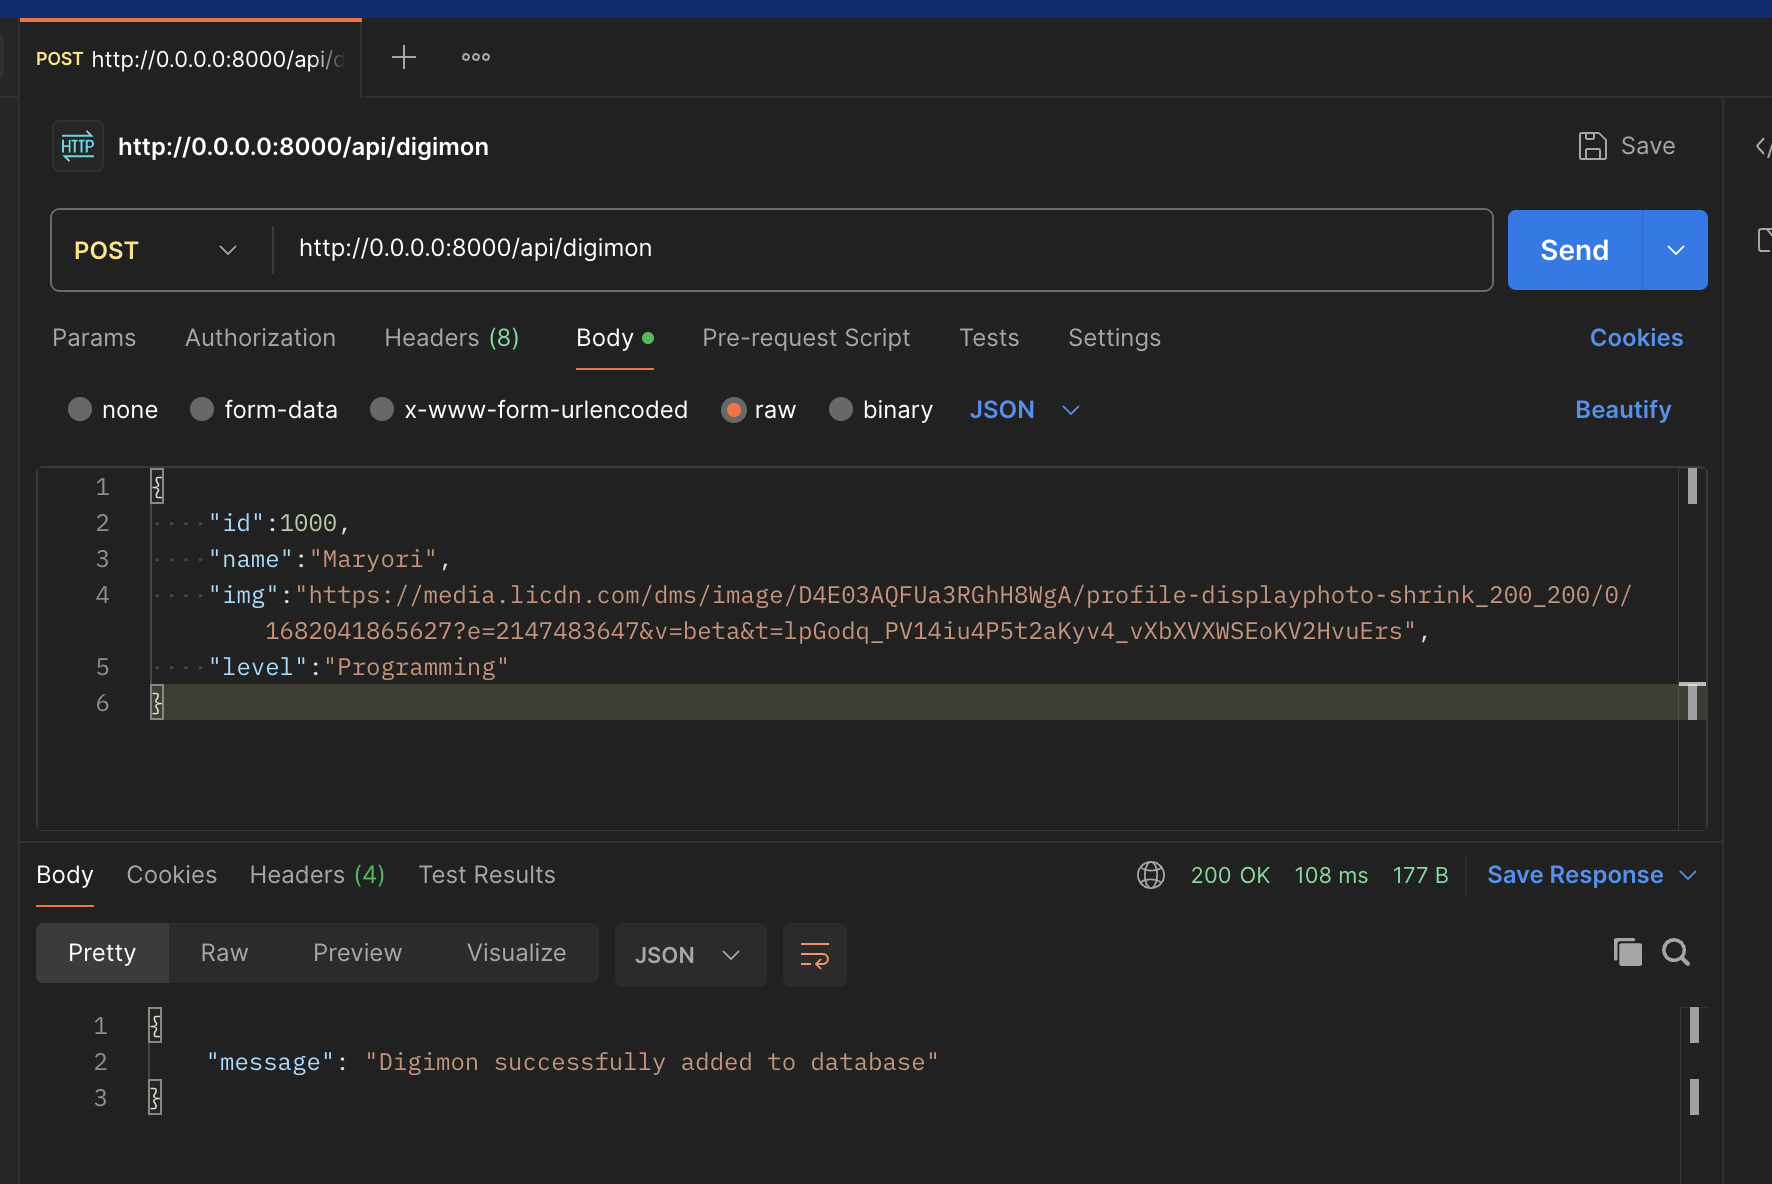 POST http://0.0.0.0:8000/api/d
HTTP http://0.0.0.0:8000/api/digimon
Save
POST http://0.0.0.0:8000/api/digimon
Send
Params Authorization Headers (8) Body Pre-request Script Tests Settings Cookies
none form-data x-www-form-urlencoded raw binary JSON Beautify
1 {
2 "id":1000,
3 "name":"Maryori",
4 "img":"https://media.licdn.com/dms/image/D4E03AQFUa3RGhH8WgA/profile-displayphoto-shrink_200_200/0/
1682041865627?e=2147483647&v=beta&t=lpGodq_PV14iu4P5t2aKyv4_vXbXVXWSEoKV2HvuErs",
5 "level":"Programming"
6 }
Body Cookies Headers (4) Test Results 200 OK 108 ms 177 B Save Response
Pretty Raw Preview Visualize JSON
1 {
2 "message": "Digimon successfully added to database"
3 }